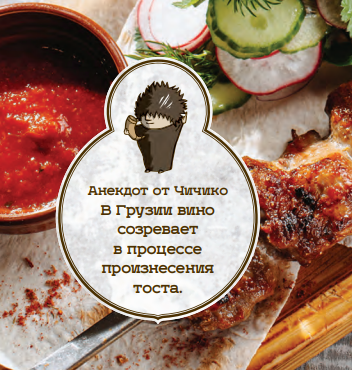 Анекдот от Чичико
В Грузии вино
созревает
в процессе
произнесения
тоста.